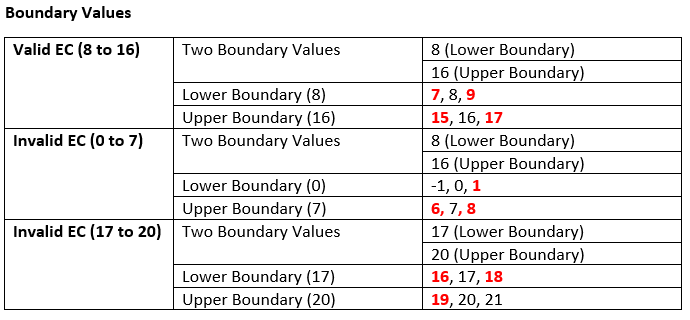 Boundary Values
Valid EC (8 to 16) Two Boundary Values 8 (Lower Boundary)
16 (Upper Boundary)
Lower Boundary (8) 7, 8, 9
Upper Boundary (16) 15, 16, 17
Invalid EC (0 to 7) Two Boundary Values 8 (Lower Boundary)
16 (Upper Boundary)
Lower Boundary (0) -1, 0, 1
Upper Boundary (7) 6, 7, 8
Invalid EC (17 to 20) Two Boundary Values 17 (Lower Boundary)
20 (Upper Boundary)
Lower Boundary (17) 16, 17, 18
Upper Boundary (20) 19, 20, 21